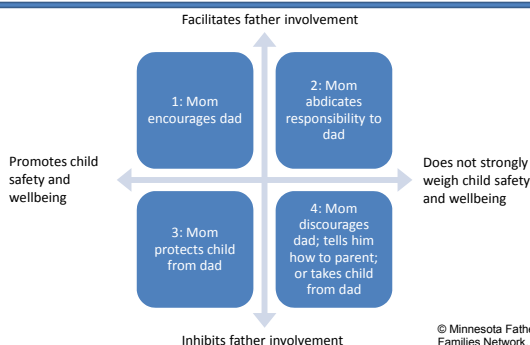 Facilitates father involvement
1: Mom
encourages dad
2: Mom
abdicates
responsibility to
dad
Promotes child
safety and
wellbeing
Does not strongly
weigh child safety
and wellbeing
3: Mom
protects child
from dad
4: Mom
discourages
dad; tells him
how to parent;
or takes child
from dad
Inhibits father involvement
© Minnesota Fathe
Families Network